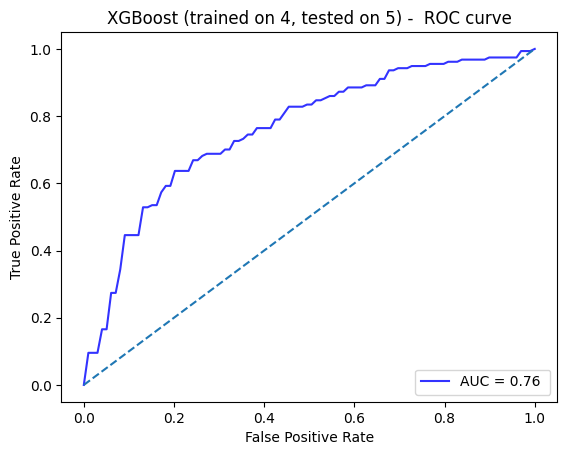 XGBoost (trained on 4, tested on 5) -  ROC curve
True Positive Rate
1.0
0.8
0.6
0.4
0.2
0.0
AUC = 0.76
0.0 0.2 0.4 0.6 0.8 1.0
False Positive Rate